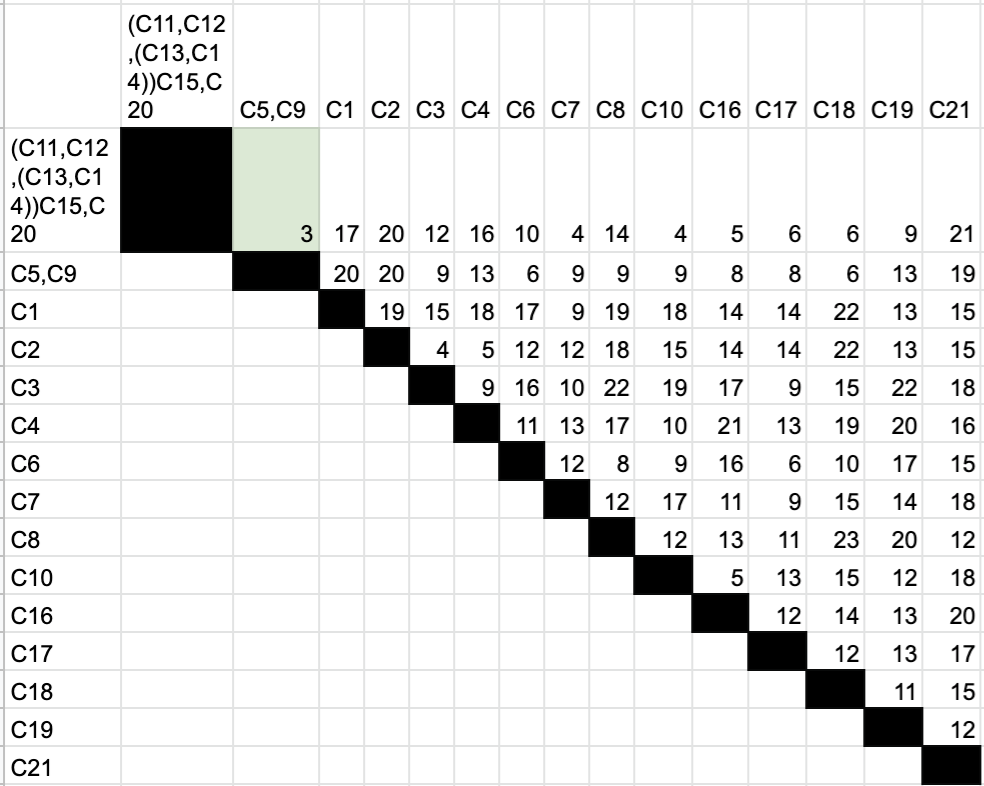 (C11,C12
,(C13,C1
4))C15,C
20 C5,C9 C1 C2 C3 C4 C6 C7 C8 C10 C16 C17 C18 C19 C21
(C11,C12
,(C13,C1
4))C15,C
20 3 17 20 12 16 10 4 14 4 5 6 6 9 21
C5,C9 20 20 9 13 6 9 9 9 8 8 6 13 19
C1 19 15 18 17 9 19 18 14 14 22 13 15
C2 4 5 12 12 18 15 14 14 22 13 15
C3 9 16 10 22 19 17 9 15 22 18
C4 11 13 17 10 21 13 19 20 16
C6 12 8 9 16 6 10 17 15
C7 12 17 11 9 15 14 18
C8 12 13 11 23 20 12
C10 5 13 15 12 18
C16 12 14 13 20
C17 12 13 17
C18 11 15
C19 12
C21